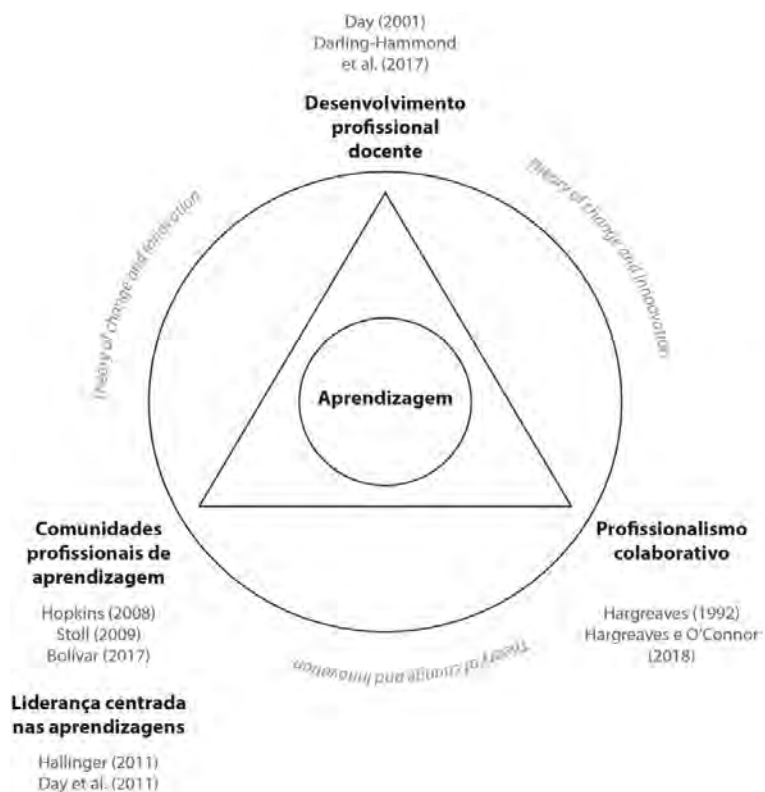 Day (2001)
Darling-Hammond
et al. (2017)
Desenvolvimento
profissional
docente
Theory of change and Innovation
Theory of change and Innovation
Aprendizagem
Comunidades
profissionais de
aprendizagem
Hopkins (2008)
Stoll (2009)
Bolívar (2017)
Profissionalismo
colaborativo
Hargreaves (1992)
Hargreaves e O'Connor
(2018)
Theory of change and Innovation
Liderança centrada
nas aprendizagens
Hallinger (2011)
Day et al. (2011)